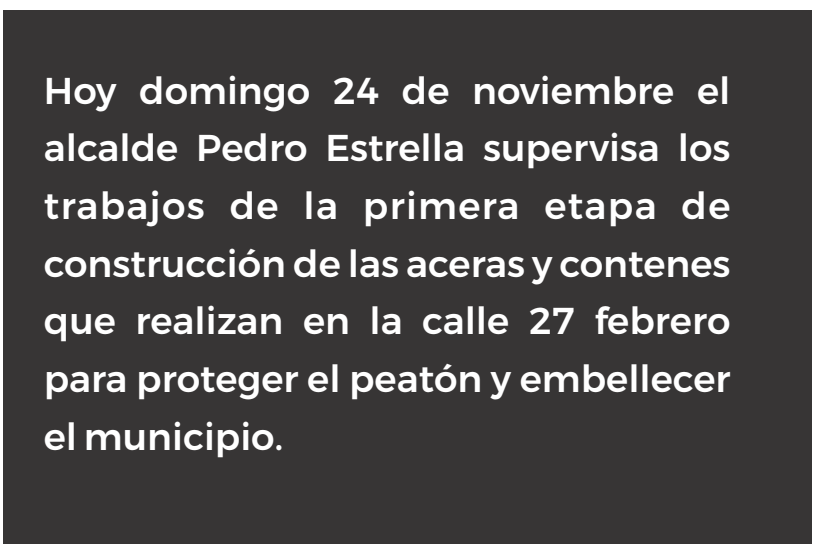 Hoy domingo 24 de noviembre el
alcalde Pedro Estrella supervisa los
trabajos de la primera etapa de
construcción de las aceras y contenes
que realizan en la calle 27 febrero
para proteger el peatón y embellecer
el municipio.